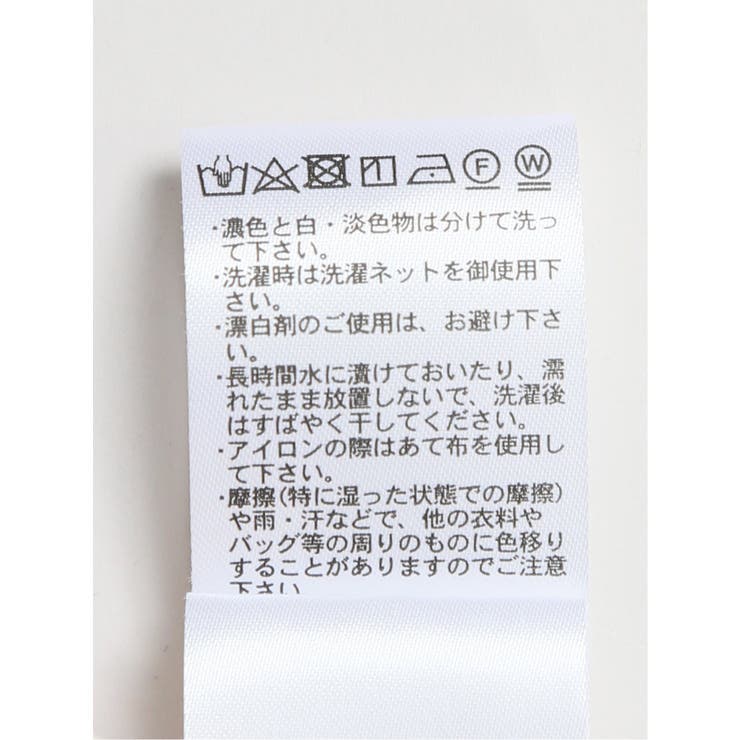 F W
・濃色と白・淡色物は分けて洗っ
て下さい。
・洗濯時は洗濯ネットを御使用下
さい。
・漂白剤のご使用は、お避け下さ
い。
・長時間水に漬けておいたり、濡
れたまま放置しないで、洗濯後
はすばやく干してください。
・アイロンの際はあて布を使用し
て下さい。
・摩擦(特に湿った状態での摩擦)
や雨・汗などで、他の衣料や
バッグ等の周りのものに色移り
することがありますのでご注意
下さい